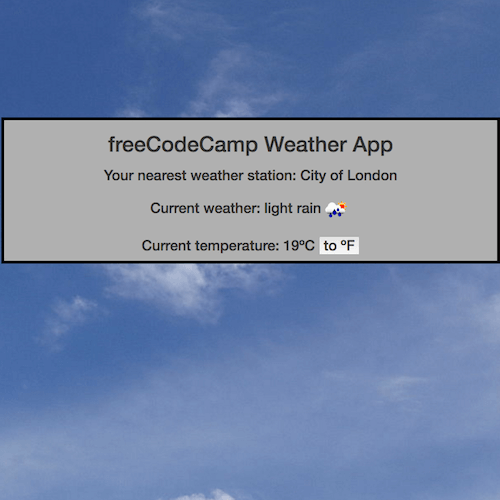 freeCodeCamp Weather App
Your nearest weather station: City of London
Current weather: light rain
Current temperature: 19ºC to ºF